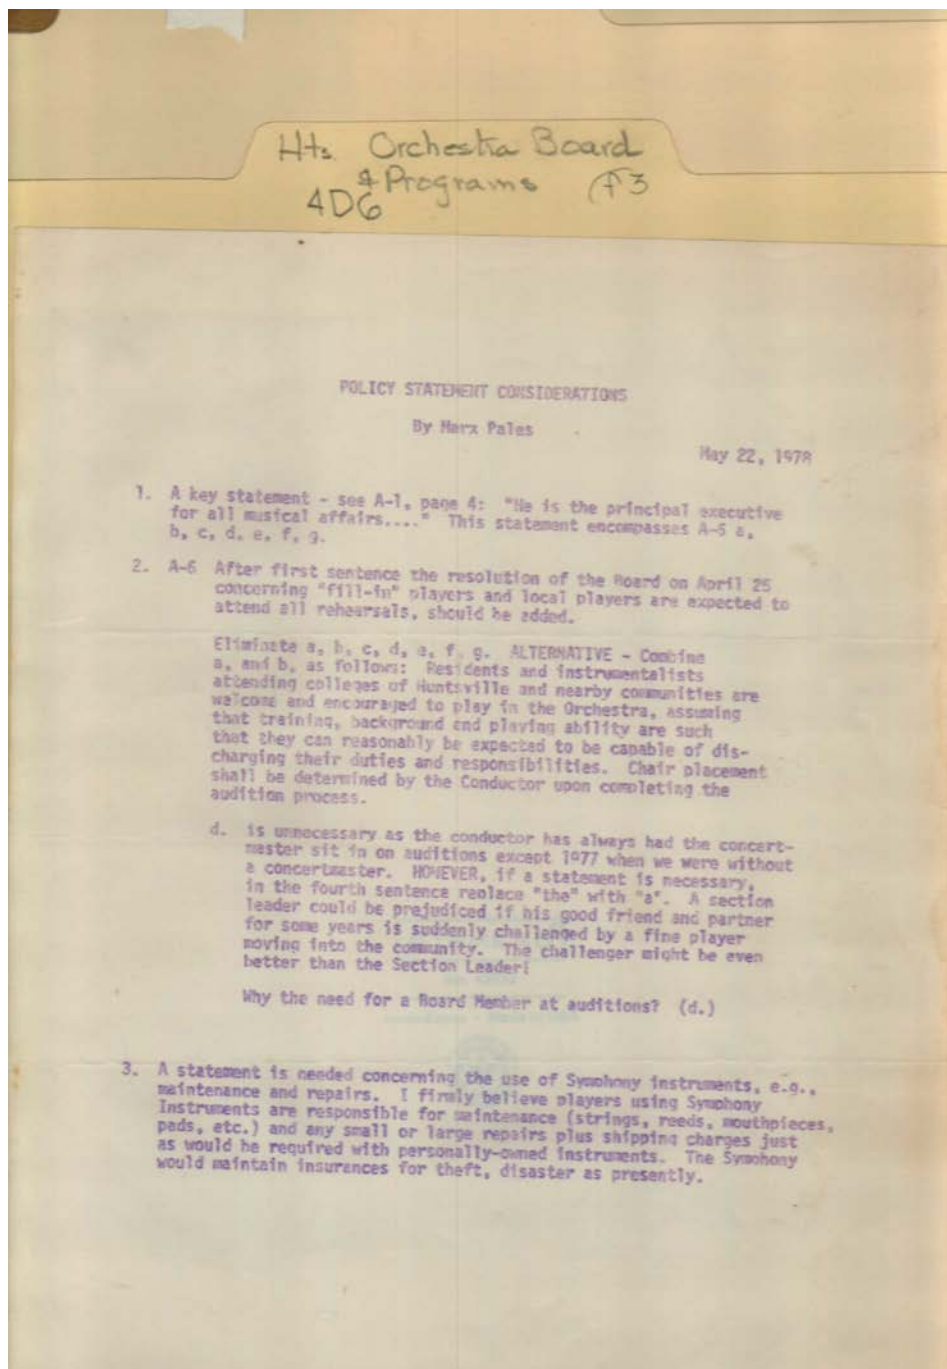 Hts. Orchestra Board
& Programs
4D6 f3
POLICY STATEMENT CONSIDERATIONS
By Marx Pales
May 22, 1978
1. A key statement - see A-1, page 4: "He is the principal executive
for all musical affairs...." This statement encompasses A-5 a,
b, c, d, e, f, g.
2. A-6 After first sentence the resolution of the Board on April 25
concerning "fill-in" players and local players are expected to
attend all rehearsals, should be added.
Eliminate a, b, c, d, e, f, g. ALTERNATIVE - Combine
a, and b, as follows: Residents and instrumentalists
attending colleges of Huntsville and nearby communities are
welcome and encouraged to play in the Orchestra, assuming
that training, background and playing ability are such
that they can reasonably be expected to be capable of dis-
charging their duties and responsibilities. Chair placement
shall be determined by the Conductor upon completing the
audition process.
d. is unnecessary as the conductor has always had the concert-
master sit in on auditions except 1977 when we were without
a concertmaster. HOWEVER, if a statement is necessary,
in the fourth sentence replace "the" with "a". A section
leader could be prejudiced if his good friend and partner
for some years is suddenly challenged by a fine player
moving into the community. The challenger might be even
better than the Section Leader!
Why the need for a Board Member at auditions? (d.)
3. A statement is needed concerning the use of Symphony instruments, e.g.,
maintenance and repairs. I firmly believe players using Symphony
Instruments are responsible for maintenance (strings, reeds, mouthpieces,
pads, etc.) and any small or large repairs plus shipping charges just
as would be required with personally-owned instruments. The Symphony
would maintain insurances for theft, disaster as presently.